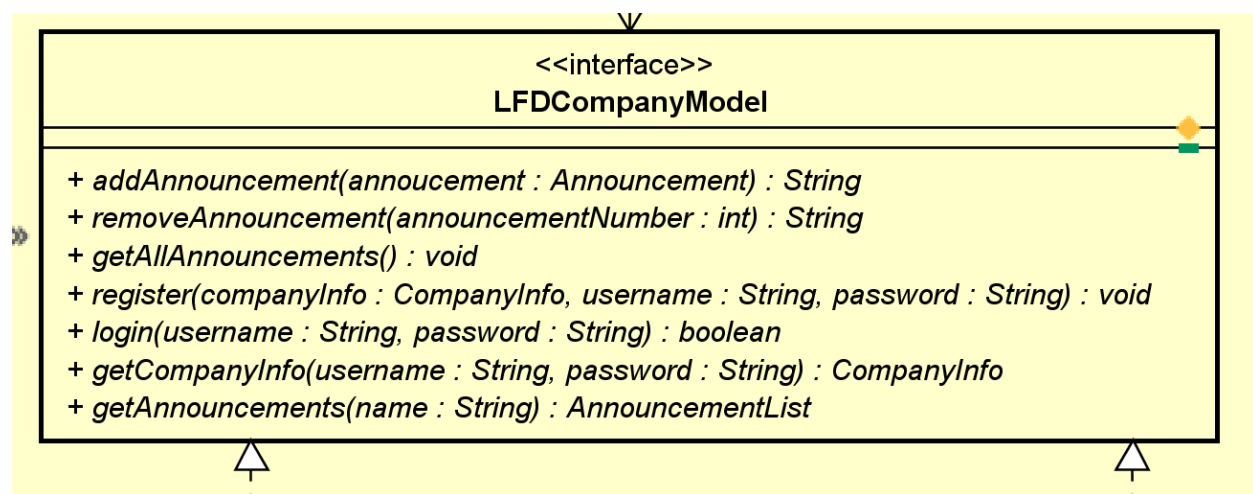 <<interface>>
LFDCompanyModel
+ addAnnouncement(annoucement : Announcement) : String
+ removeAnnouncement(announcementNumber : int) : String
+ getAllAnnouncements() : void
+ register(companyInfo : CompanyInfo, username : String, password : String) : void
+ login(username : String, password : String) : boolean
+ getCompanyInfo(username : String, password : String) : CompanyInfo
+ getAnnouncements(name : String) : AnnouncementList